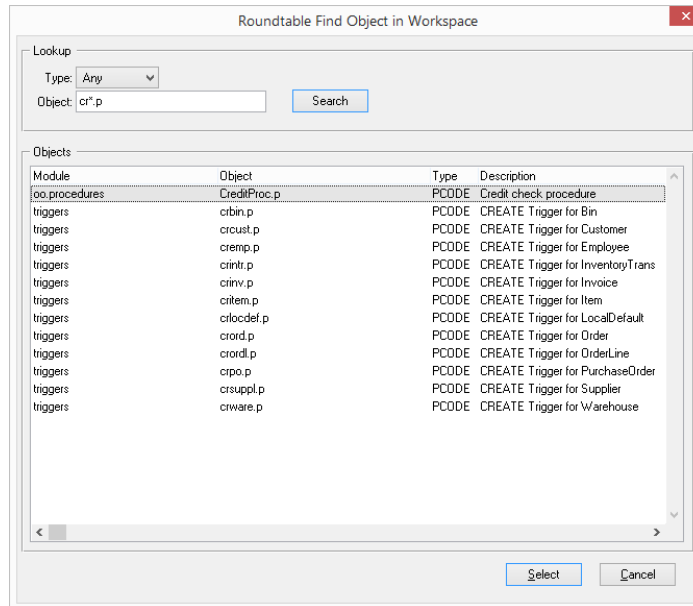 Roundtable Find Object in Workspace
Lookup
Type: Any
Object: cr*.p
Search
Objects
Module Object Type Description
oo.procedures CreditProc.p PCODE Credit check procedure
triggers crbin.p PCODE CREATE Trigger for Bin
triggers crcust.p PCODE CREATE Trigger for Customer
triggers cremp.p PCODE CREATE Trigger for Employee
triggers crintr.p PCODE CREATE Trigger for InventoryTrans
triggers crinv.p PCODE CREATE Trigger for Invoice
triggers critem.p PCODE CREATE Trigger for Item
triggers crlocdef.p PCODE CREATE Trigger for LocalDefault
triggers crord.p PCODE CREATE Trigger for Order
triggers crordl.p PCODE CREATE Trigger for OrderLine
triggers crpo.p PCODE CREATE Trigger for PurchaseOrder
triggers crsuppl.p PCODE CREATE Trigger for Supplier
triggers crware.p PCODE CREATE Trigger for Warehouse
Select Cancel